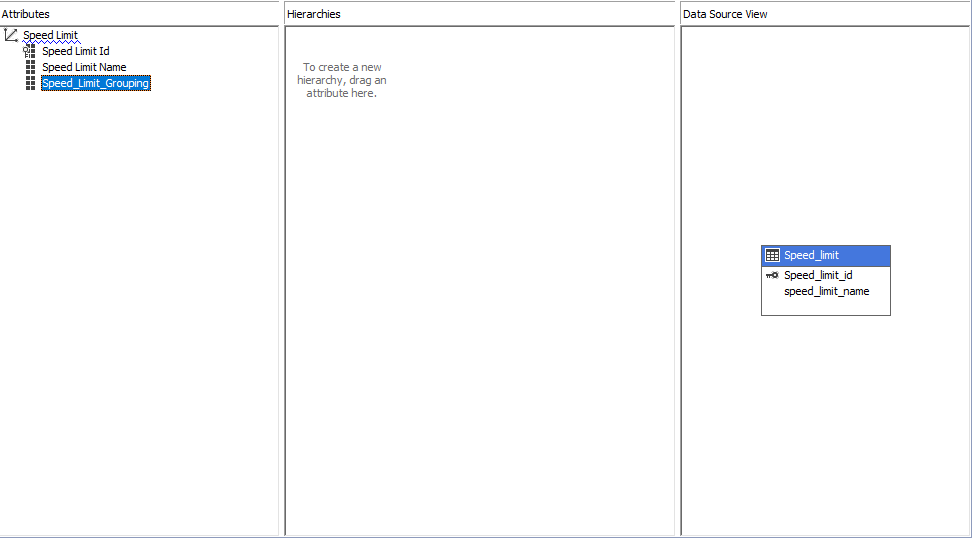 Attributes
Speed Limit
Speed Limit Id
Speed Limit Name
Speed_Limit_Grouping
Hierarchies
To create a new
hierarchy, drag an
attribute here.
Data Source View
Speed_limit
Speed_limit_id
speed_limit_name